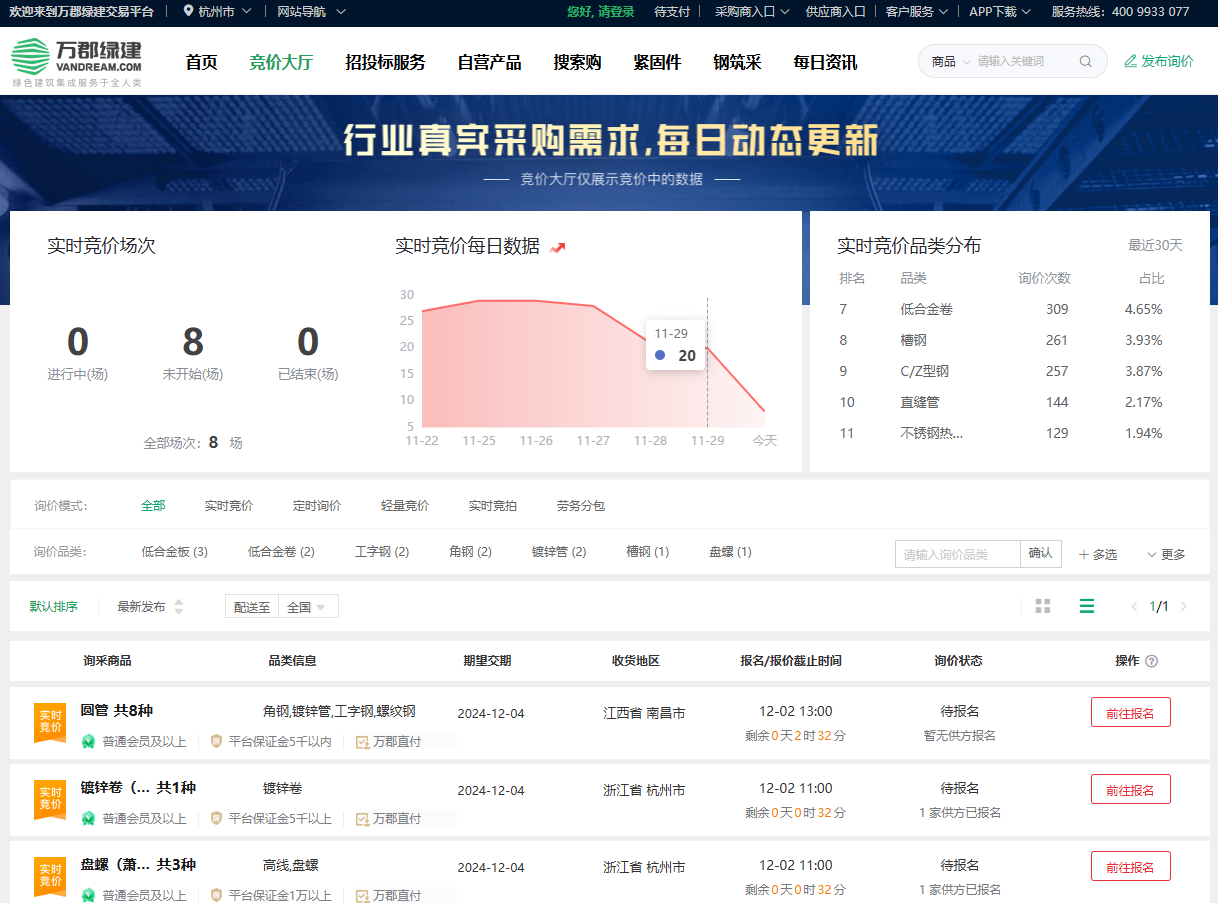 欢迎来到万郡绿建交易平台 杭州市 网站导航 您好, 请登录 待支付 采购商入口 供应商入口 客户服务 APP下载 服务热线: 400 9933 077
万郡绿建
VANDREAM.COM
绿色建筑集成服务于全人类
首页 竞价大厅 招投标服务 自营产品 搜索购 紧固件 钢筑采 每日资讯 商品 请输入关键词 发布询价
行业真实采购需求,每日动态更新
竞价大厅仅展示竞价中的数据
实时竞价场次
0 8 0
进行中(场) 未开始(场) 已结束(场)
全部场次: 8 场
实时竞价每日数据
30
25
20
15
10
5
11-22 11-25 11-26 11-27 11-28 11-29 今天
11-29
20
实时竞价品类分布 最近30天
排名 品类 询价次数 占比
7 低合金卷 309 4.65%
8 槽钢 261 3.93%
9 C/Z型钢 257 3.87%
10 直缝管 144 2.17%
11 不锈钢热... 129 1.94%
询价模式: 全部 实时竞价 定时询价 轻量竞价 实时竞拍 劳务分包
询价品类: 低合金板 (3) 低合金卷 (2) 工字钢 (2) 角钢 (2) 镀锌管 (2) 槽钢 (1) 盘螺 (1) 请输入询价品类 确认 多选 更多
默认排序 最新发布 配送至 全国 1/1
询采商品 品类信息 期望交期 收货地区 报名/报价截止时间 询价状态 操作 ?
实时
竞价
圆管 共8种 角钢,镀锌管,工字钢,螺纹钢 2024-12-04 江西省 南昌市 12-02 13:00 待报名 前往报名
普通会员及以上 平台保证金5千以内 万郡直付 剩余0天2时32分 暂无供方报名
实时
竞价
镀锌卷（... 共1种 镀锌卷 2024-12-04 浙江省 杭州市 12-02 11:00 待报名 前往报名
普通会员及以上 平台保证金5千以上 万郡直付 剩余0天0时32分 1 家供方已报名
实时
竞价
盘螺（萧... 共3种 高线,盘螺 2024-12-04 浙江省 杭州市 12-02 11:00 待报名 前往报名
普通会员及以上 平台保证金1万以上 万郡直付 剩余0天0时32分 1 家供方已报名